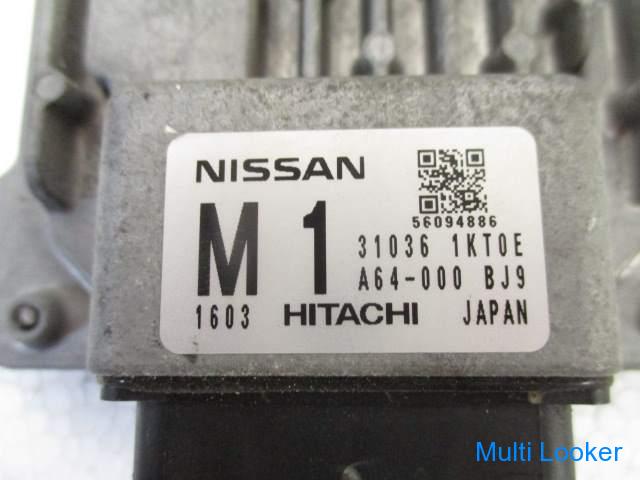 NISSAN
56094886
M 1
31036 1KT0E
A64-000 BJ9
1603 HITACHI JAPAN
Multi Looker